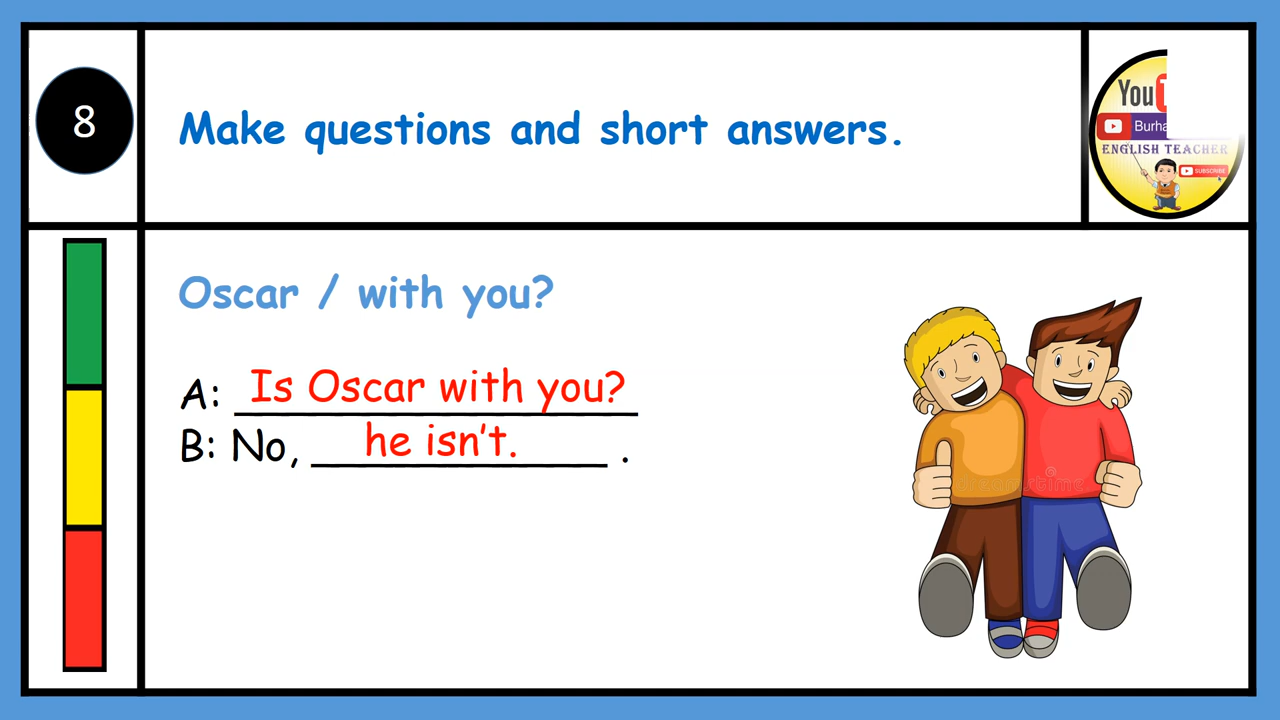 8
Make questions and short answers.
You
Burha
ENGLISH TEACHER
SUBSCRIBE
Oscar / with you?
A: Is Oscar with you?
B: No, he isn't. .
dreamstime